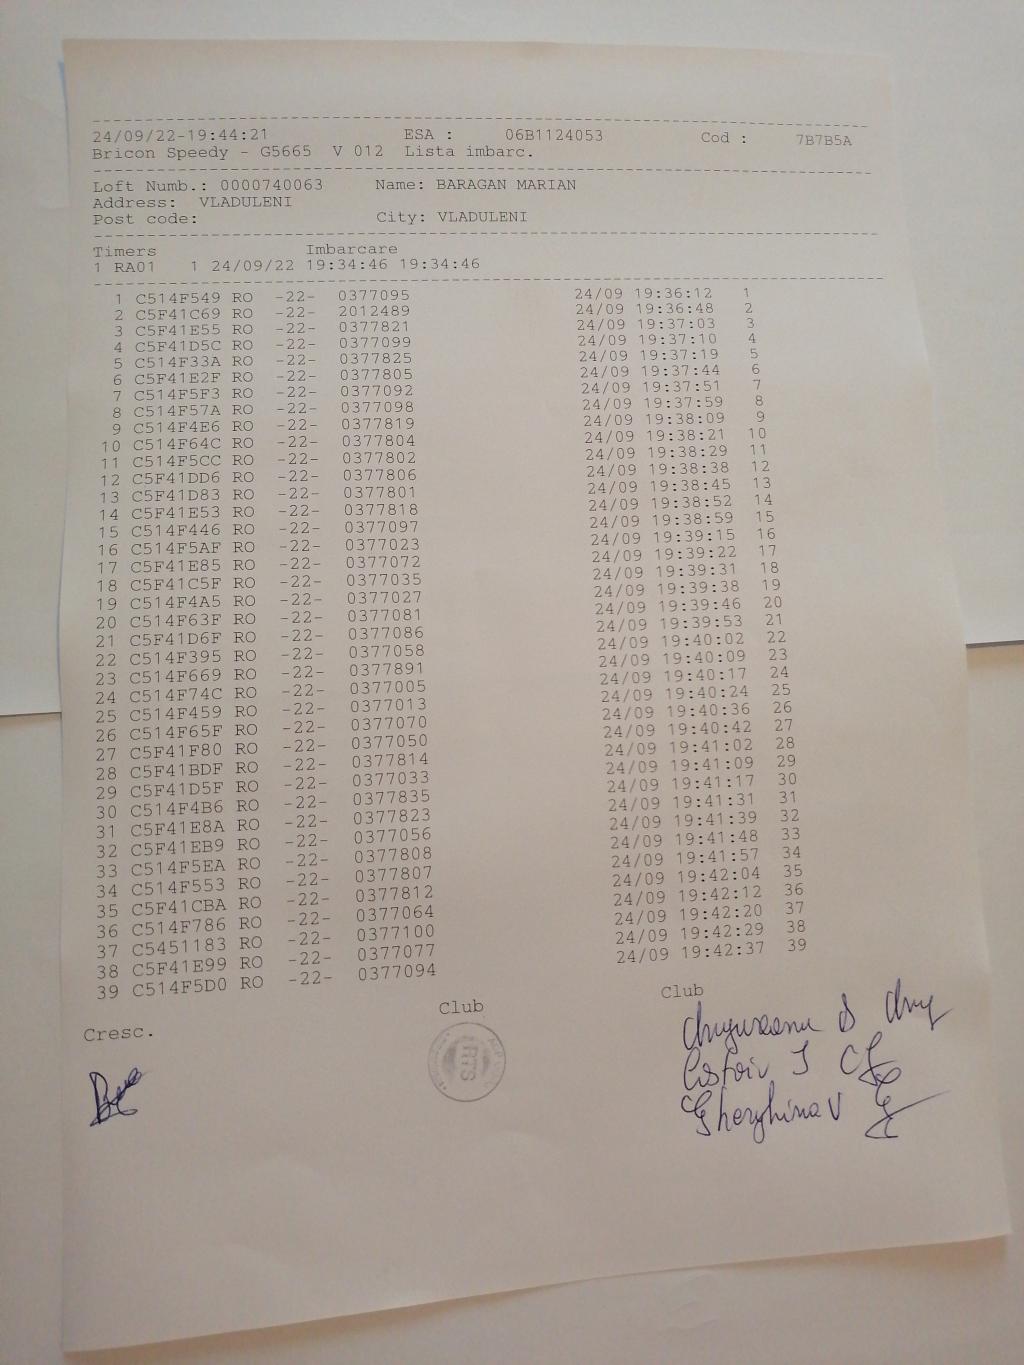 24/09/22-19:44:21 ESA : 06B1124053 Cod : 7B7B5A
Bricon Speedy - G5665 V 012 Lista imbarc.
Loft Numb.: 0000740063 Name: BARAGAN MARIAN
Address: VLADULENI
Post code: City: VLADULENI
Timers Imbarcare
1 RA01 1 24/09/22 19:34:46 19:34:46
1 C514F549 RO -22- 0377095 24/09 19:36:12 1
2 C5F41C69 RO -22- 2012489 24/09 19:36:48 2
3 C5F41E55 RO -22- 0377821 24/09 19:37:03 3
4 C5F41D5C RO -22- 0377099 24/09 19:37:10 4
5 C514F33A RO -22- 0377825 24/09 19:37:19 5
6 C5F41E2F RO -22- 0377805 24/09 19:37:44 6
7 C514F5F3 RO -22- 0377092 24/09 19:37:51 7
8 C514F57A RO -22- 0377098 24/09 19:37:59 8
9 C514F4E6 RO -22- 0377819 24/09 19:38:09 9
10 C514F64C RO -22- 0377804 24/09 19:38:21 10
11 C514F5CC RO -22- 0377802 24/09 19:38:29 11
12 C5F41DD6 RO -22- 0377806 24/09 19:38:38 12
13 C5F41D83 RO -22- 0377801 24/09 19:38:45 13
14 C5F41E53 RO -22- 0377818 24/09 19:38:52 14
15 C514F446 RO -22- 0377097 24/09 19:38:59 15
16 C514F5AF RO -22- 0377023 24/09 19:39:15 16
17 C5F41E85 RO -22- 0377072 24/09 19:39:22 17
18 C5F41C5F RO -22- 0377035 24/09 19:39:31 18
19 C514F4A5 RO -22- 0377027 24/09 19:39:38 19
20 C514F63F RO -22- 0377081 24/09 19:39:46 20
21 C5F41D6F RO -22- 0377086 24/09 19:39:53 21
22 C514F395 RO -22- 0377058 24/09 19:40:02 22
23 C514F669 RO -22- 0377891 24/09 19:40:09 23
24 C514F74C RO -22- 0377005 24/09 19:40:17 24
25 C514F459 RO -22- 0377013 24/09 19:40:24 25
26 C514F65F RO -22- 0377070 24/09 19:40:36 26
27 C5F41F80 RO -22- 0377050 24/09 19:40:42 27
28 C5F41BDF RO -22- 0377814 24/09 19:41:02 28
29 C5F41D5F RO -22- 0377033 24/09 19:41:09 29
30 C514F4B6 RO -22- 0377835 24/09 19:41:17 30
31 C5F41E8A RO -22- 0377823 24/09 19:41:31 31
32 C5F41EB9 RO -22- 0377056 24/09 19:41:39 32
33 C514F5EA RO -22- 0377808 24/09 19:41:48 33
34 C514F553 RO -22- 0377807 24/09 19:41:57 34
35 C5F41CBA RO -22- 0377812 24/09 19:42:04 35
36 C514F786 RO -22- 0377064 24/09 19:42:12 36
37 C5451183 RO -22- 0377100 24/09 19:42:20 37
38 C5F41E99 RO -22- 0377077 24/09 19:42:29 38
39 C514F5D0 RO -22- 0377094 24/09 19:42:37 39
Cresc. Club Club
RTS
Gherghina V